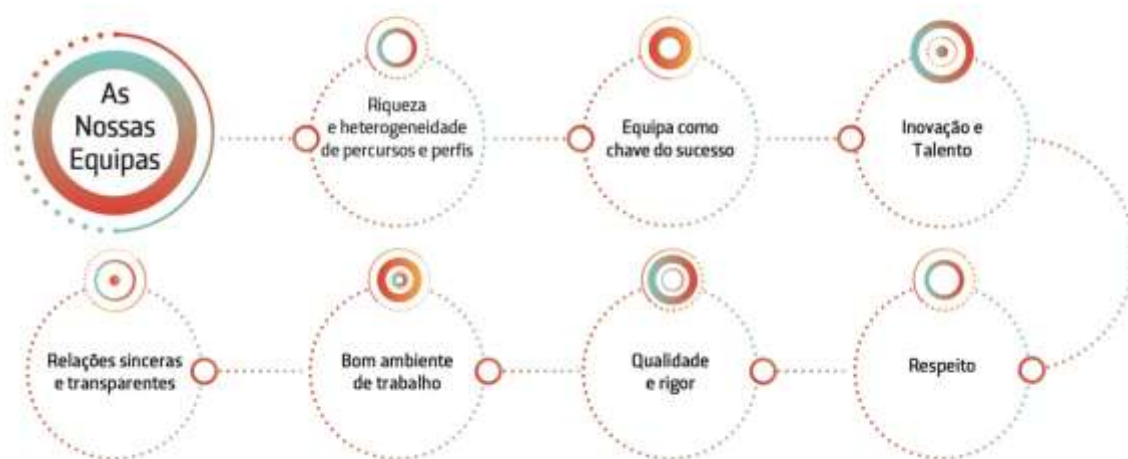 As
Nossas
Equipas
Riqueza
e heterogeneidade
de percursos e perfis
Equipa como
chave do sucesso
Inovação e
Talento
Respeito
Qualidade
e rigor
Bom ambiente
de trabalho
Relações sinceras
e transparentes